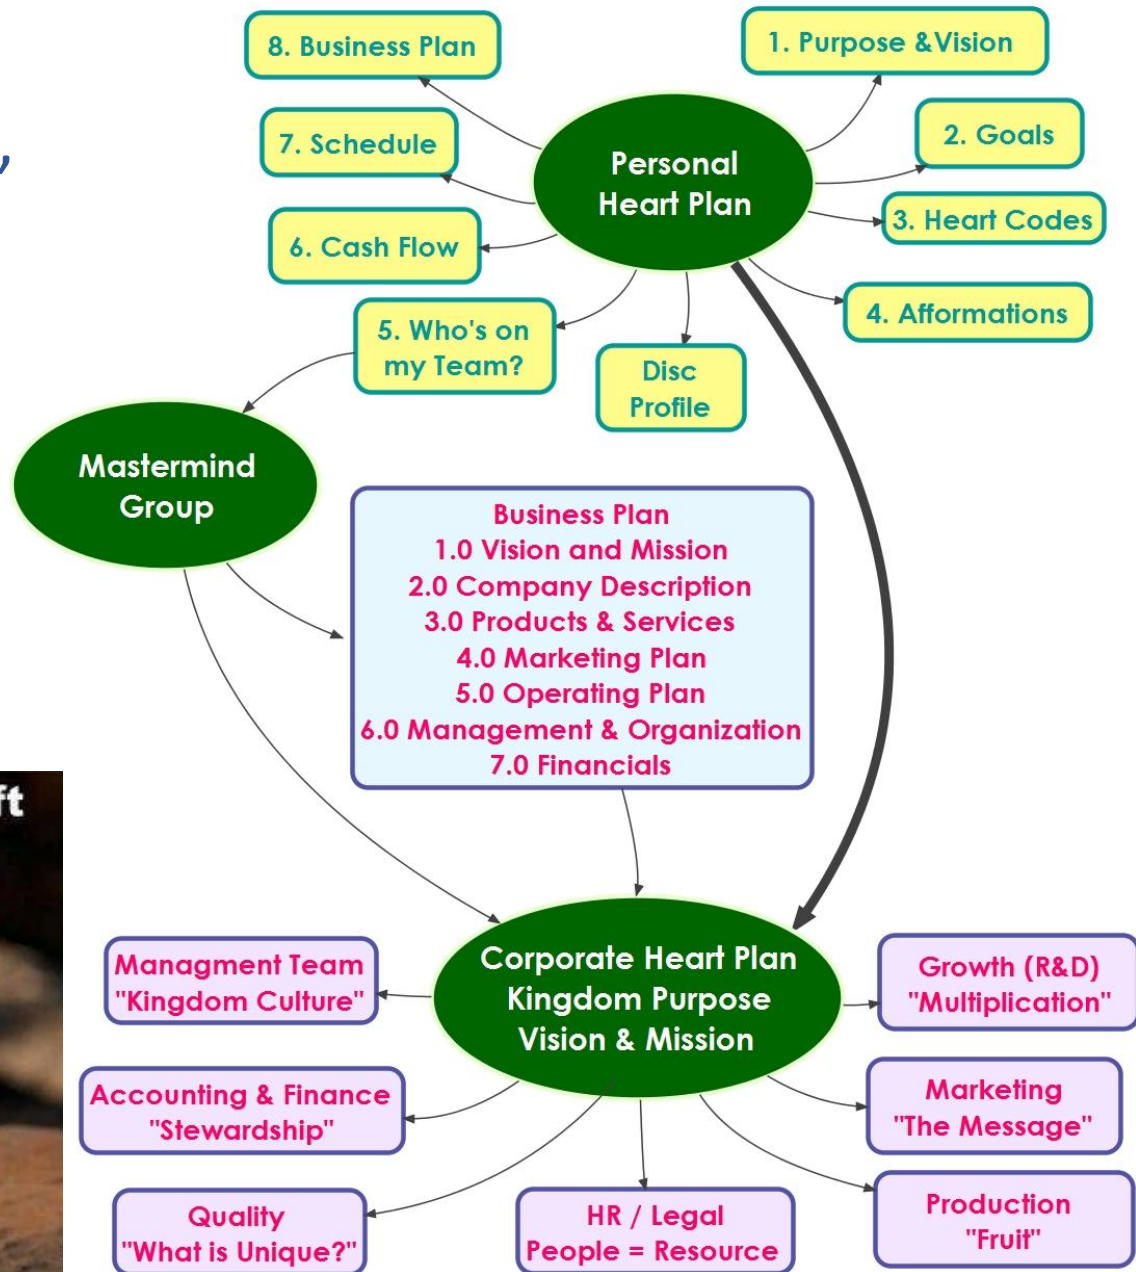 8. Business Plan
1. Purpose &Vision
7. Schedule
2. Goals
Personal
Heart Plan
6. Cash Flow
3. Heart Codes
4. Afformations
5. Who's on
my Team?
Disc
Profile
Mastermind
Group
Business Plan
1.0 Vision and Mission
2.0 Company Description
3.0 Products & Services
4.0 Marketing Plan
5.0 Operating Plan
6.0 Management & Organization
7.0 Financials
Corporate Heart Plan
Kingdom Purpose
Vision & Mission
Managment Team
"Kingdom Culture"
Growth (R&D)
"Multiplication"
Accounting & Finance
"Stewardship"
Marketing
"The Message"
Quality
"What is Unique?"
HR / Legal
People = Resource
Production
"Fruit"